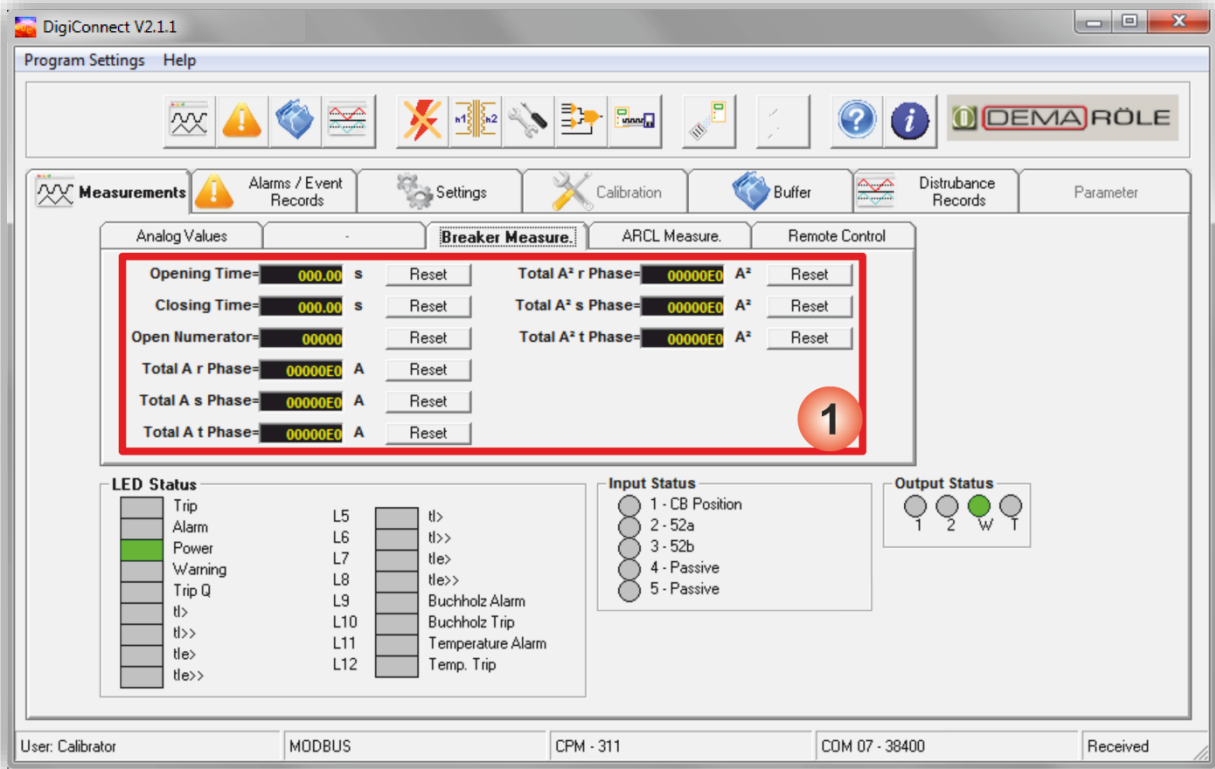 DigiConnect V2.1.1
Program Settings Help
N1 N2
DEMA RÖLE
Measurements
Alarms / Event
Records
Settings
Calibration
Buffer
Distrubance
Records
Parameter
Analog Values - Breaker Measure. ARCL Measure. Remote Control
Opening Time= 000.00 s Reset Total A² r Phase= 00000E0 A² Reset
Closing Time= 000.00 s Reset Total A² s Phase= 00000E0 A² Reset
Open Numerator= 00000 Reset Total A² t Phase= 00000E0 A² Reset
Total A r Phase= 00000E0 A Reset
Total A s Phase= 00000E0 A Reset
Total A t Phase= 00000E0 A Reset
1
LED Status
Trip
Alarm
Power
Warning
Trip Q
tI>
tI>>
tIe>
tIe>>
L5 tI>
L6 tI>>
L7 tIe>
L8 tIe>>
L9 Buchholz Alarm
L10 Buchholz Trip
L11 Temperature Alarm
L12 Temp. Trip
Input Status
1 - CB Position
2 - 52a
3 - 52b
4 - Passive
5 - Passive
Output Status
1 2 W T
User: Calibrator MODBUS CPM - 311 COM 07 - 38400 Received